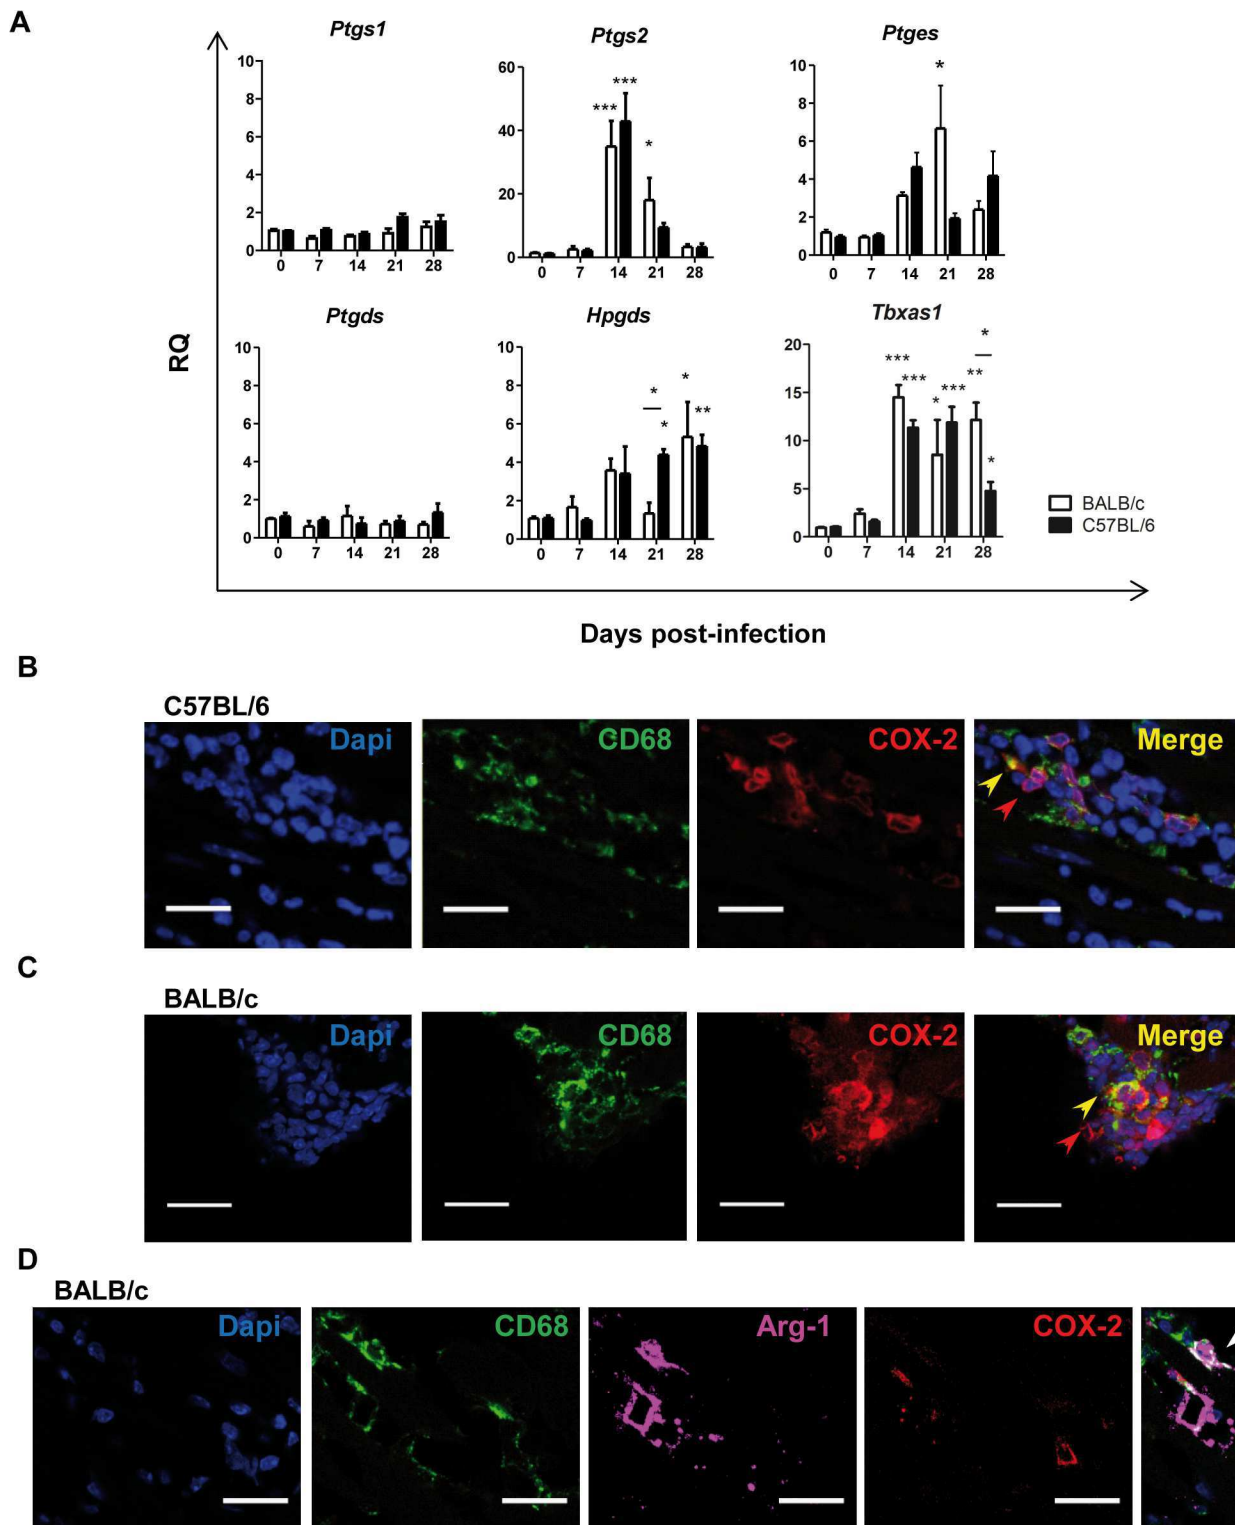 A
Ptgs1
Ptgs2
Ptges
10
8
6
4
2
0
0 7 14 21 28
60
40
20
0
*** ***
*
0 7 14 21 28
10
8
6
4
2
0
*
0 7 14 21 28
RQ
Ptgds
Hpgds
Tbxas1
10
8
6
4
2
0
0 7 14 21 28
10
8
6
4
2
0
*
*
*
**
0 7 14 21 28
20
15
10
5
0
***
***
*
***
*
**
*
0 7 14 21 28
BALB/c
C57BL/6
Days post-infection
B
C57BL/6
Dapi CD68 COX-2 Merge
C
BALB/c
Dapi CD68 COX-2 Merge
D
BALB/c
Dapi CD68 Arg-1 COX-2